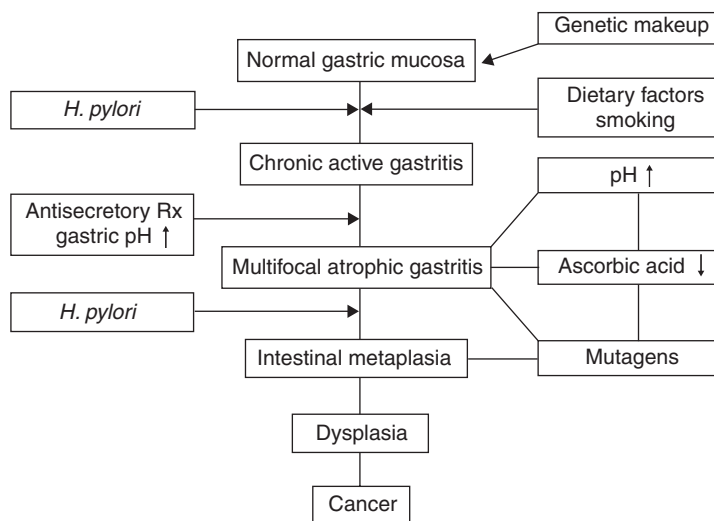 Genetic makeup
Normal gastric mucosa
H. pylori
Dietary factors
smoking
Chronic active gastritis
pH ↑
Antisecretory Rx
gastric pH ↑
Multifocal atrophic gastritis
Ascorbic acid ↓
H. pylori
Intestinal metaplasia
Mutagens
Dysplasia
Cancer